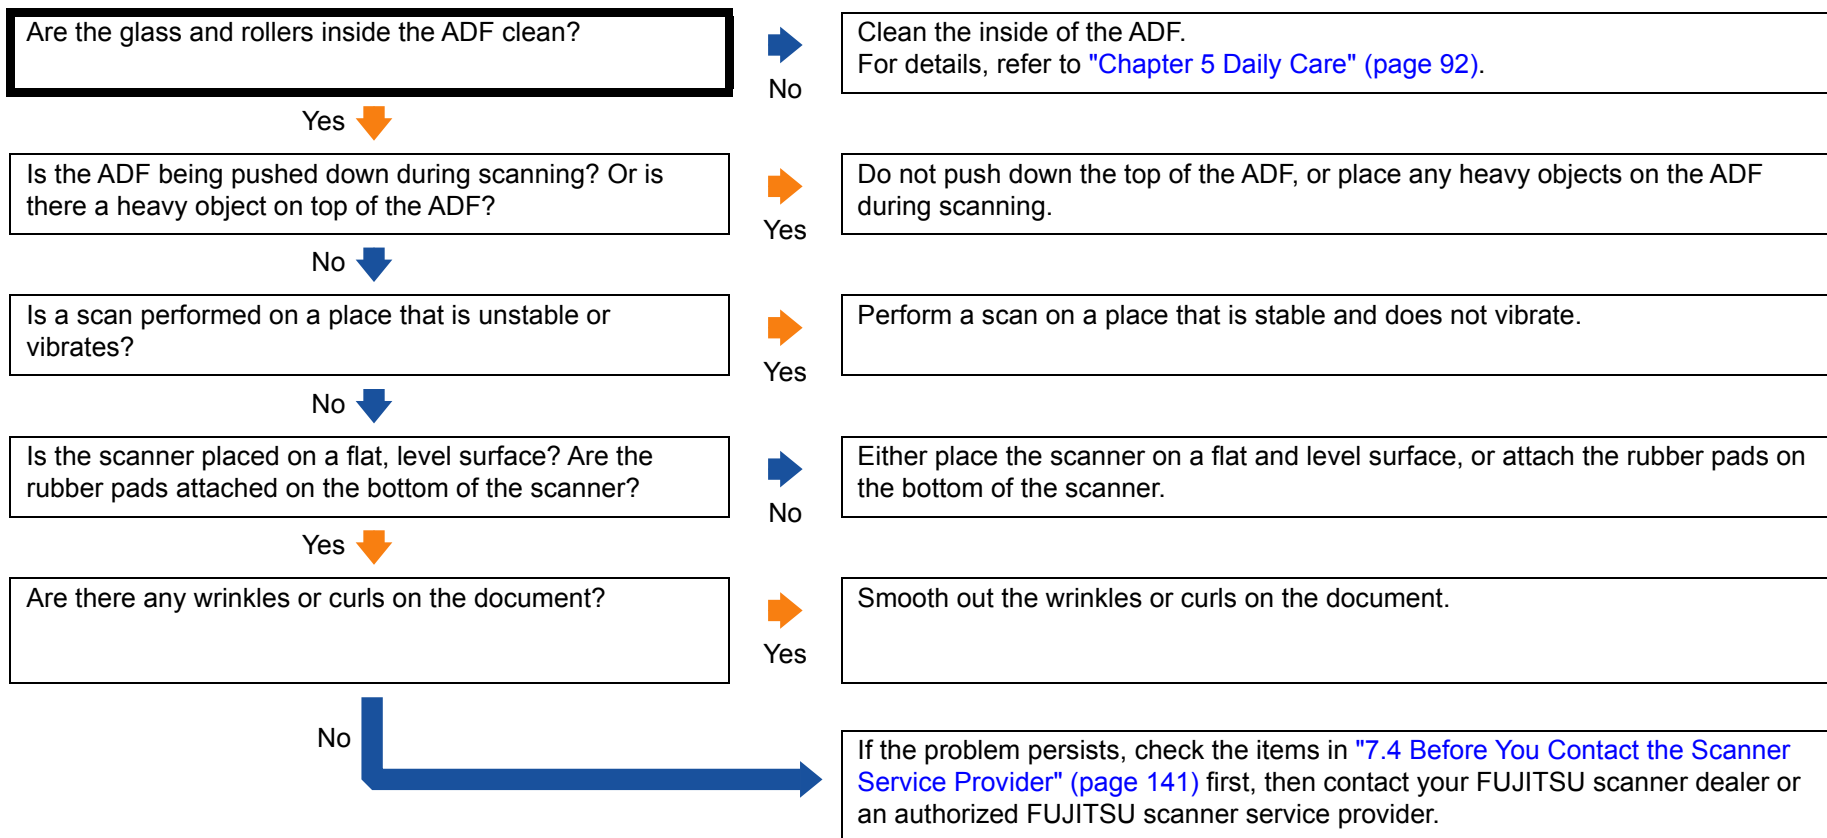 Are the glass and rollers inside the ADF clean?
No
Clean the inside of the ADF.
For details, refer to "Chapter 5 Daily Care" (page 92).
Yes
Is the ADF being pushed down during scanning? Or is
there a heavy object on top of the ADF?
Yes
Do not push down the top of the ADF, or place any heavy objects on the ADF
during scanning.
No
Is a scan performed on a place that is unstable or
vibrates?
Yes
Perform a scan on a place that is stable and does not vibrate.
No
Is the scanner placed on a flat, level surface? Are the
rubber pads attached on the bottom of the scanner?
No
Either place the scanner on a flat and level surface, or attach the rubber pads on
the bottom of the scanner.
Yes
Are there any wrinkles or curls on the document?
Yes
Smooth out the wrinkles or curls on the document.
No
If the problem persists, check the items in "7.4 Before You Contact the Scanner
Service Provider" (page 141) first, then contact your FUJITSU scanner dealer or
an authorized FUJITSU scanner service provider.